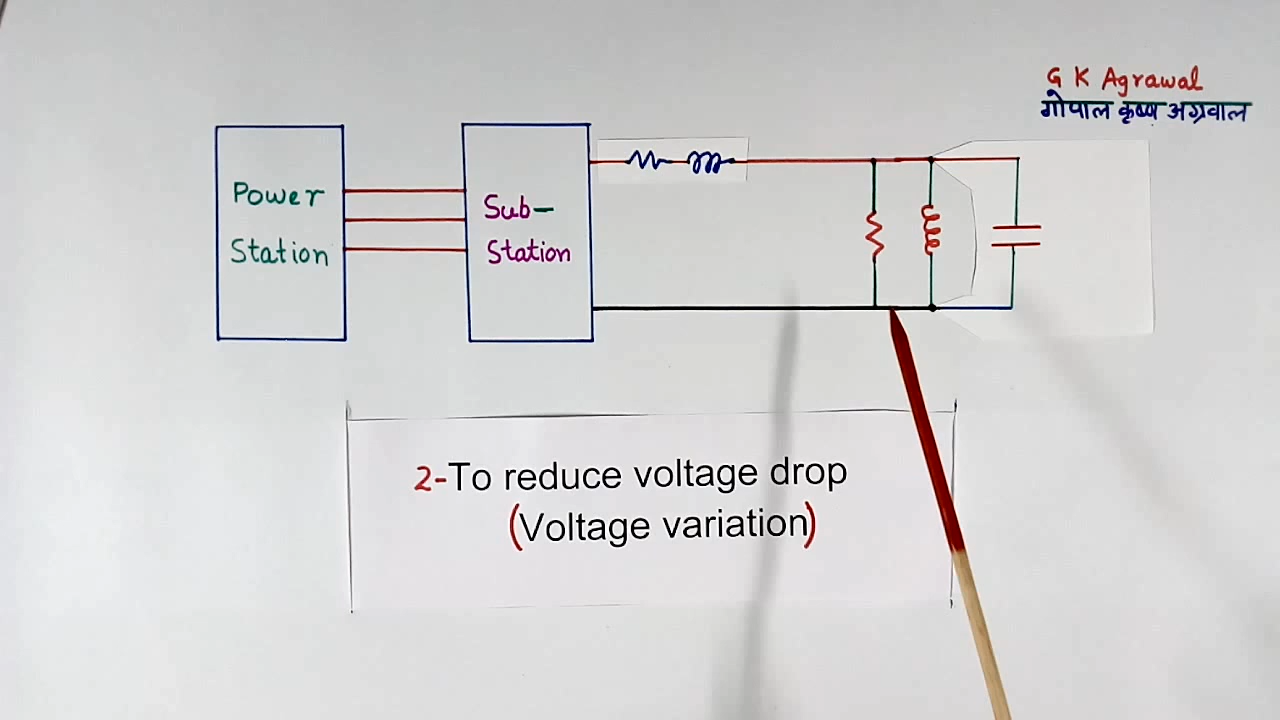 G K Agrawal
गोपाल कृष्ण अग्रवाल
Power
Station
Sub-
Station
2-To reduce voltage drop
(Voltage variation)